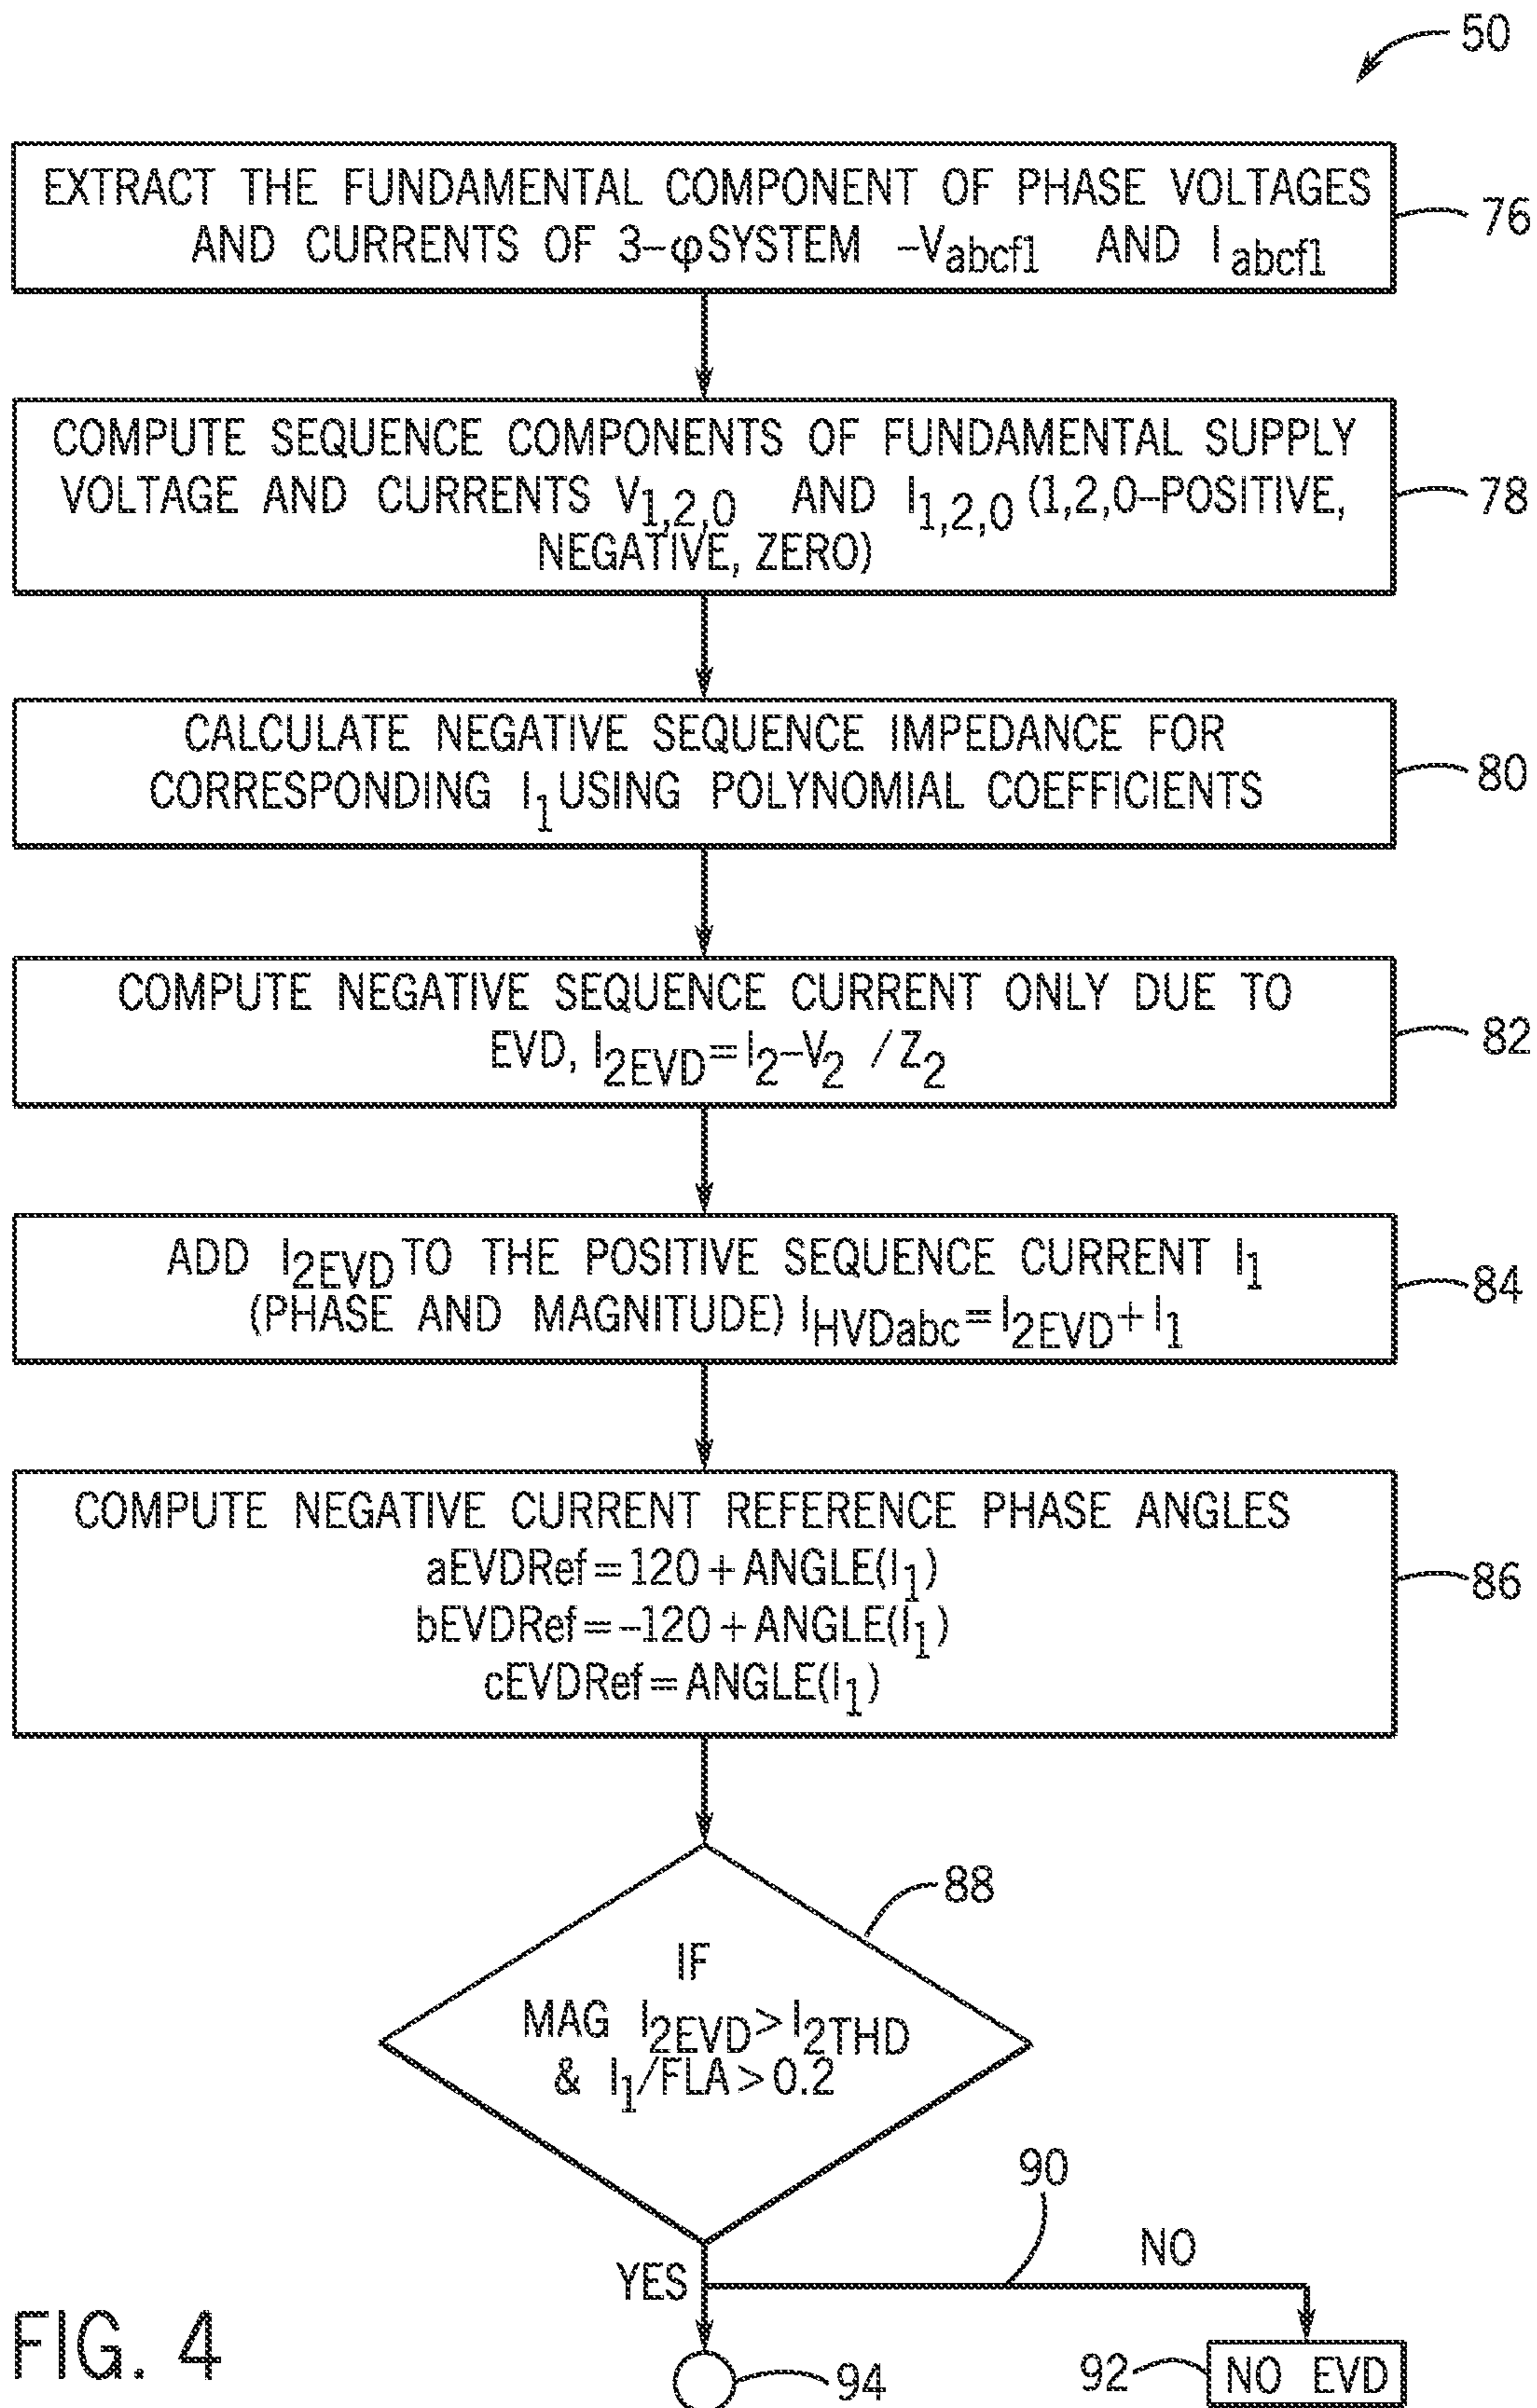 50
EXTRACT THE FUNDAMENTAL COMPONENT OF PHASE VOLTAGES
AND CURRENTS OF 3-φSYSTEM -Vabcf1 AND Iabcf1
76
COMPUTE SEQUENCE COMPONENTS OF FUNDAMENTAL SUPPLY
VOLTAGE AND CURRENTS V1,2,0 AND I1,2,0 (1,2,0-POSITIVE,
NEGATIVE, ZERO)
78
CALCULATE NEGATIVE SEQUENCE IMPEDANCE FOR
CORRESPONDING I1 USING POLYNOMIAL COEFFICIENTS
80
COMPUTE NEGATIVE SEQUENCE CURRENT ONLY DUE TO
EVD, I2EVD=I2-V2 /Z2
82
ADD I2EVD TO THE POSITIVE SEQUENCE CURRENT I1
(PHASE AND MAGNITUDE) IHVDabc=I2EVD+I1
84
COMPUTE NEGATIVE CURRENT REFERENCE PHASE ANGLES
aEVDRef=120+ANGLE(I1)
bEVDRef=-120+ANGLE(I1)
cEVDRef=ANGLE(I1)
86
88
IF
MAG I2EVD>I2THD
& I1/FLA>0.2
90
YES
NO
94
92
NO EVD
FIG. 4